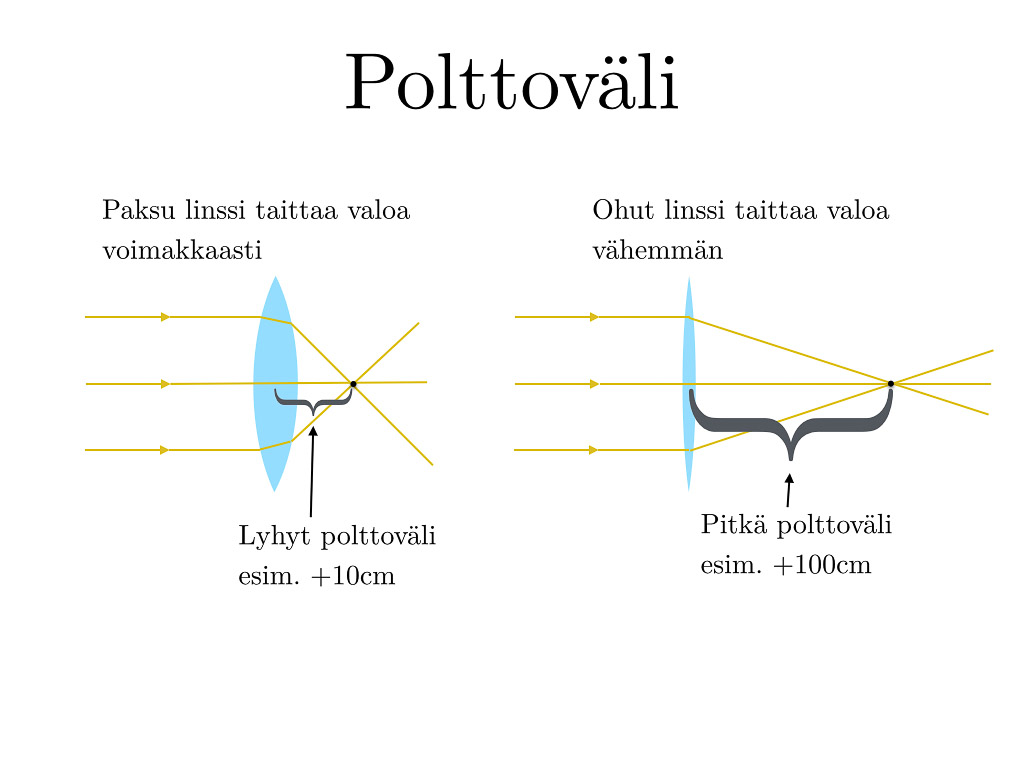 Polttoväli
Paksu linssi taittaa valoa
voimakkaasti
Ohut linssi taittaa valoa
vähemmän
Lyhyt polttoväli
esim. +10cm
Pitkä polttoväli
esim. +100cm